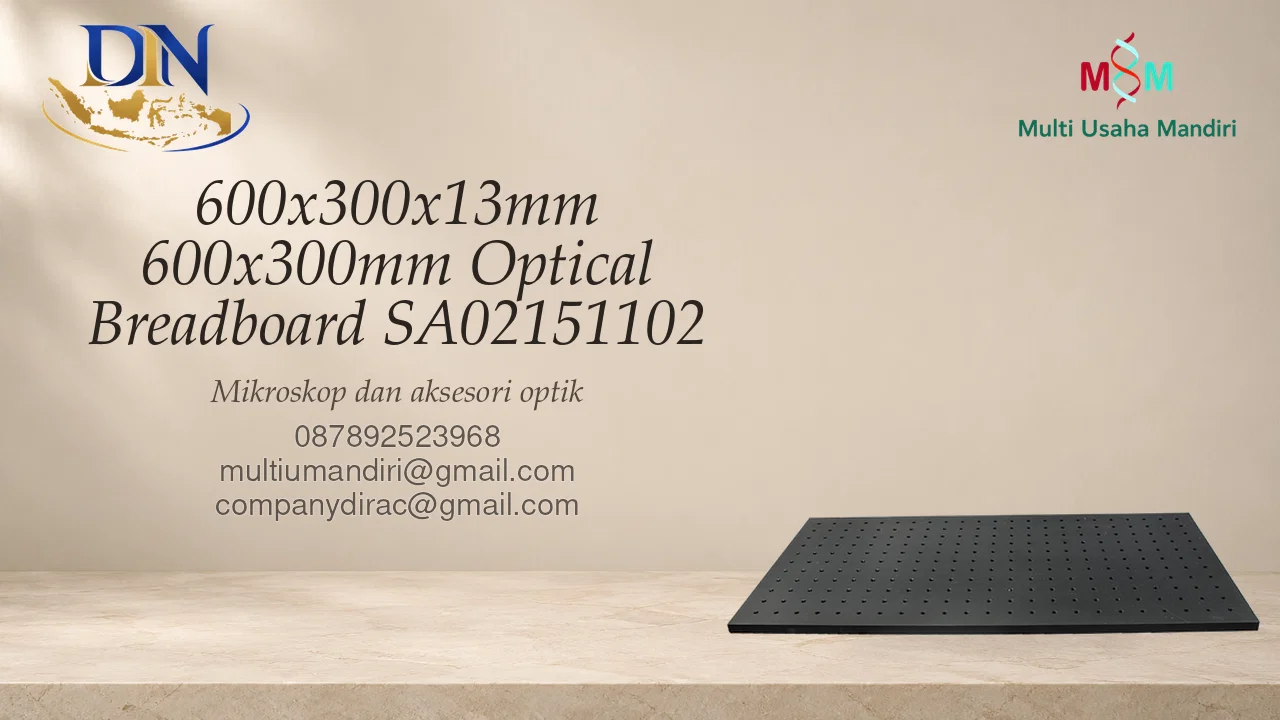 DIN
M M
Multi Usaha Mandiri
600x300x13mm
600x300mm Optical
Breadboard SA02151102
Mikroskop dan aksesori optik
087892523968
multiumandiri@gmail.com
companydirac@gmail.com